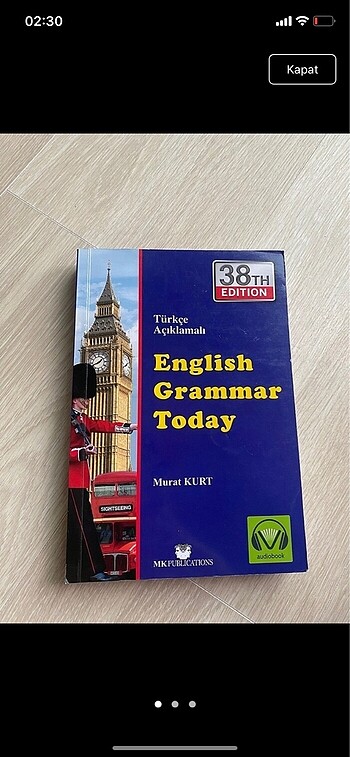 02:30
Kapat
38TH
EDITION
Türkçe
Açıklamalı
English
Grammar
Today
Murat KURT
SIGHTSEEING
MK PUBLICATIONS
audiobook